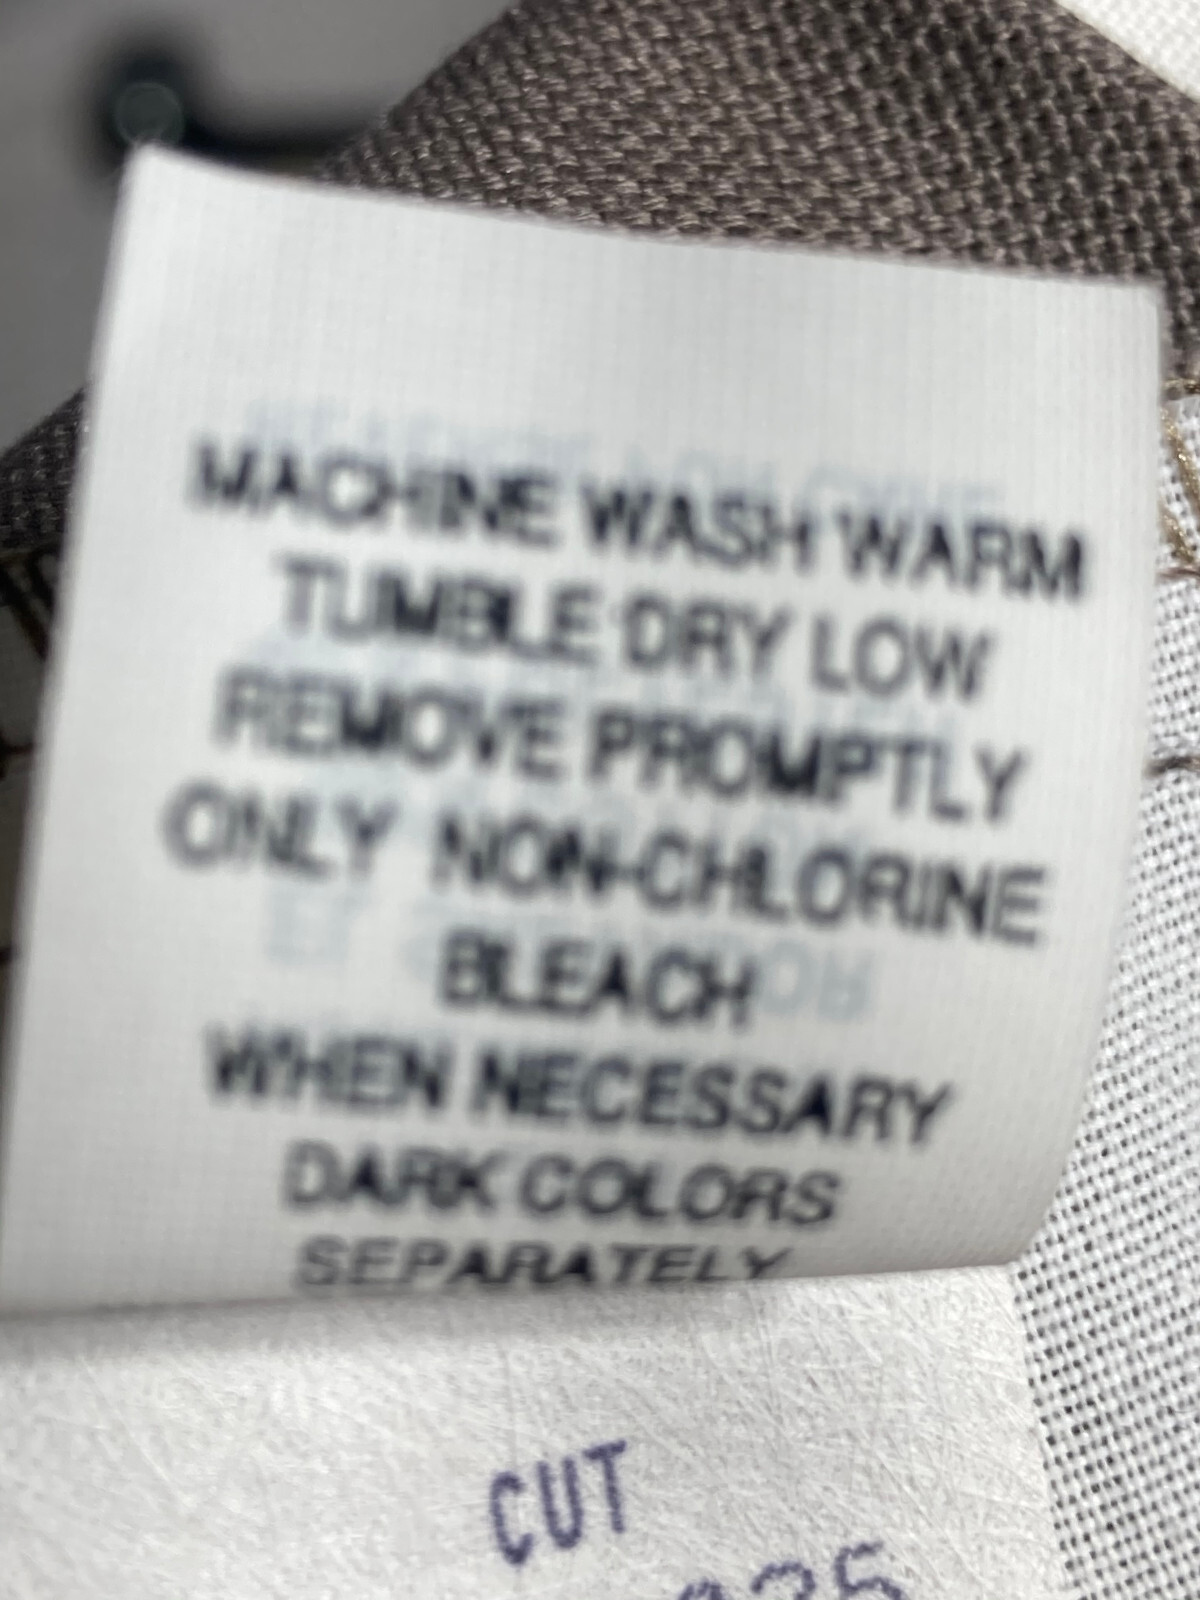 MACHINE WASH WARM
TUMBLE DRY LOW
REMOVE PROMPTLY
ONLY NON-CHLORINE
BLEACH
WHEN NECESSARY
DARK COLORS
SEPARATELY
CUT